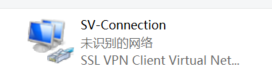 SV-Connection
未识别的网络
SSL VPN Client Virtual Net...